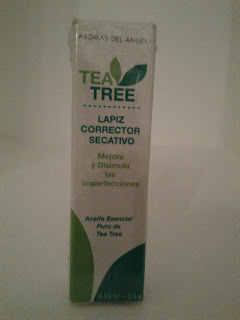 AROMAS DEL ANGEL
TEA
TREE
LAPIZ
CORRECTOR
SECATIVO
Mejora
y Disimula
las
Imperfecciones
Aceite Esencial
Puro de
Tea Tree